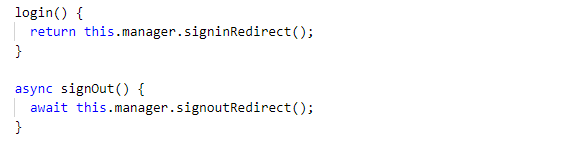 login() {
  return this.manager.signinRedirect();
}

async signOut() {
  await this.manager.signoutRedirect();
}